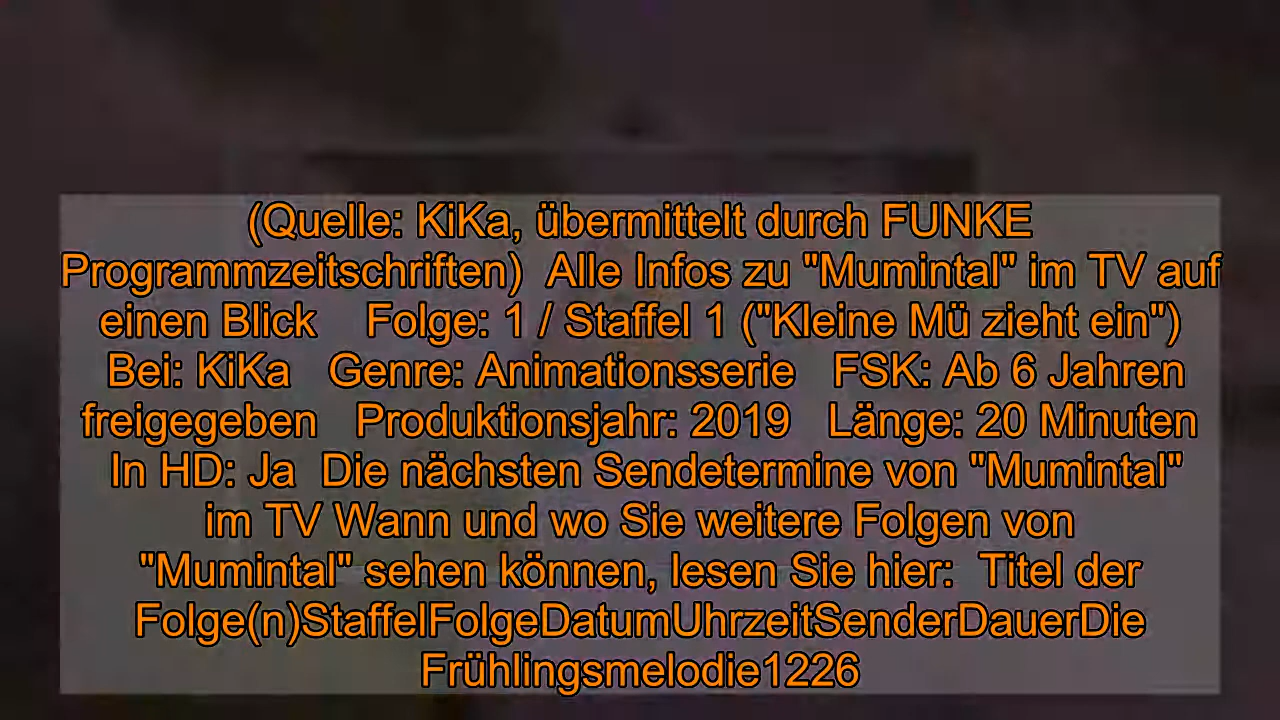 (Quelle: KiKa, übermittelt durch FUNKE
Programmzeitschriften)  Alle Infos zu "Mumintal" im TV auf
einen Blick    Folge: 1 / Staffel 1 ("Kleine Mü zieht ein")
Bei: KiKa   Genre: Animationsserie   FSK: Ab 6 Jahren
freigegeben   Produktionsjahr: 2019   Länge: 20 Minuten
In HD: Ja  Die nächsten Sendetermine von "Mumintal"
im TV Wann und wo Sie weitere Folgen von
"Mumintal" sehen können, lesen Sie hier:  Titel der
Folge(n)StaffelFolgeDatumUhrzeitSenderDauerDie
Frühlingsmelodie1226